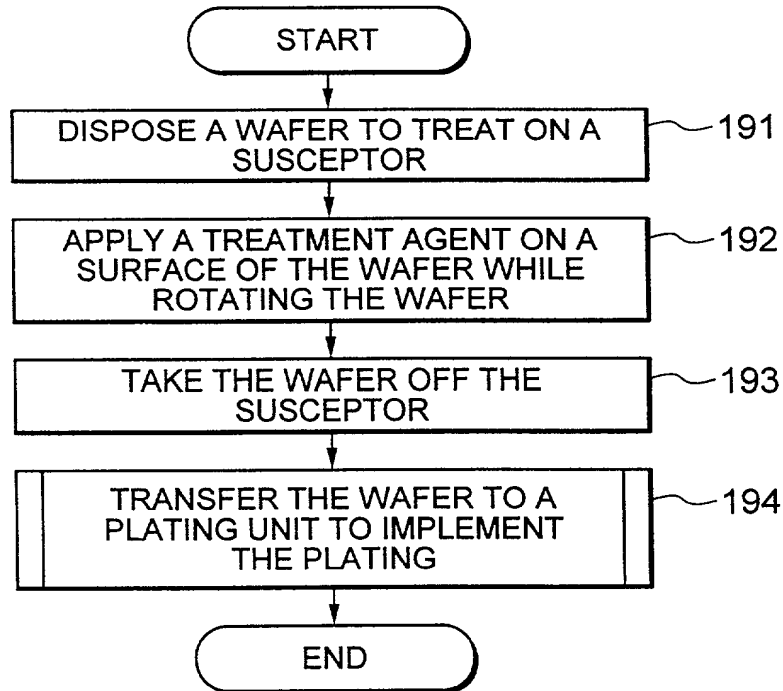 START
DISPOSE A WAFER TO TREAT ON A
SUSCEPTOR
191
APPLY A TREATMENT AGENT ON A
SURFACE OF THE WAFER WHILE
ROTATING THE WAFER
192
TAKE THE WAFER OFF THE
SUSCEPTOR
193
TRANSFER THE WAFER TO A
PLATING UNIT TO IMPLEMENT
THE PLATING
194
END